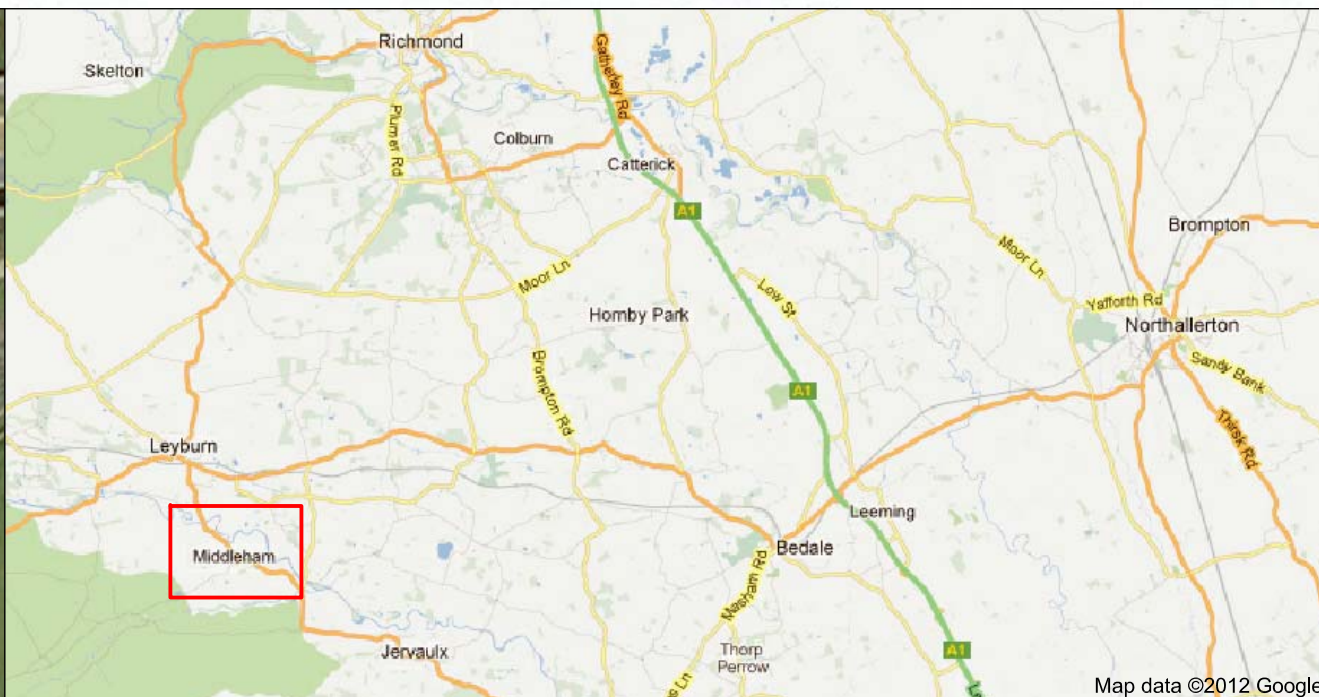 Richmond
Skelton
Gatherley Rd
Plumer Rd
Colburn
Catterick
A1
Brompton
Moor Ln
Moor Ln
Low St
Yafforth Rd
Hornby Park
Northallerton
Sandy Bank
Brompton Rd
A1
Thirsk Rd
Leyburn
Leeming
Middleham
Bedale
Masham Rd
Jervaulx
Thorp
Perrow
A1
Ln
Map data ©2012 Google